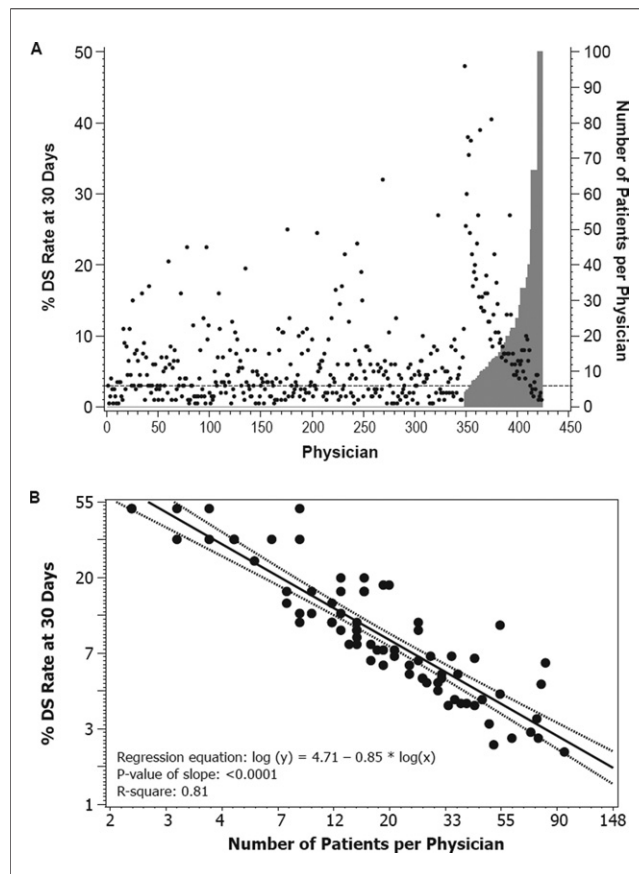 A
% DS Rate at 30 Days
50
40
30
20
10
0
0 50 100 150 200 250 300 350 400 450
Physician
100
90
80
70
60
50
40
30
20
10
0
Number of Patients per Physician
B
% DS Rate at 30 Days
55
20
7
3
1
Regression equation: log (y) = 4.71 – 0.85 * log(x)
P-value of slope: <0.0001
R-square: 0.81
2 3 4 7 12 20 33 55 90 148
Number of Patients per Physician